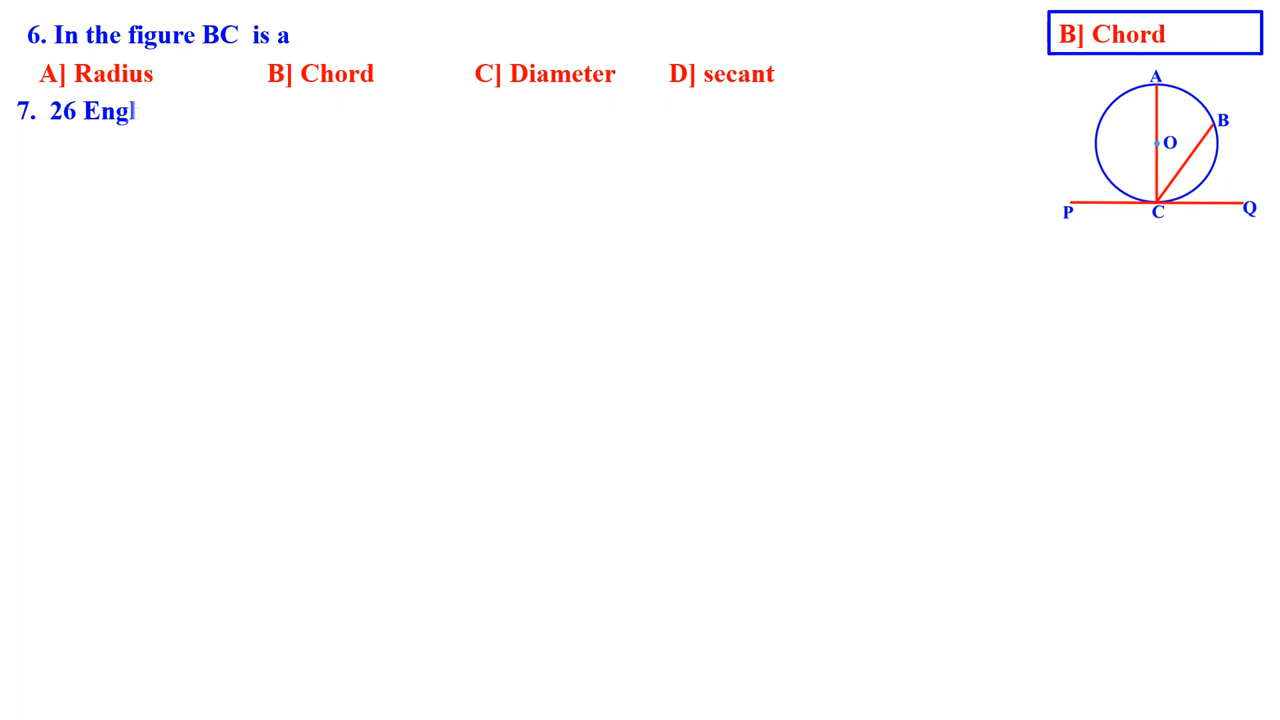 6. In the figure BC is a
A] Radius B] Chord C] Diameter D] secant
7. 26 Engl
B] Chord
A
B
O
P
C
Q